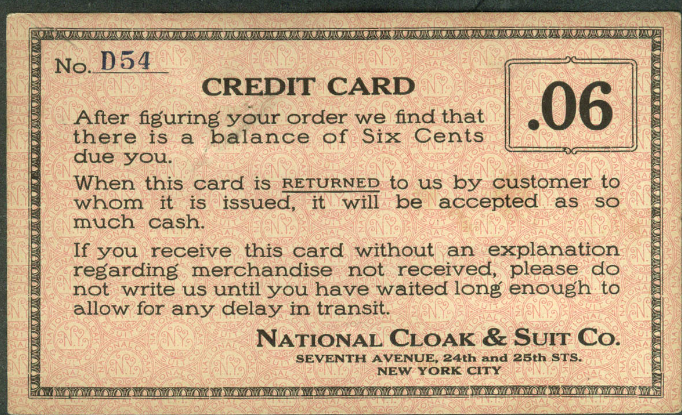 No. D54
CREDIT CARD
.06
After figuring your order we find that
there is a balance of Six Cents
due you.
When this card is RETURNED to us by customer to
whom it is issued, it will be accepted as so
much cash.
If you receive this card without an explanation
regarding merchandise not received, please do
not write us until you have waited long enough to
allow for any delay in transit.
NATIONAL CLOAK & SUIT CO.
SEVENTH AVENUE, 24th and 25th STS.
NEW YORK CITY